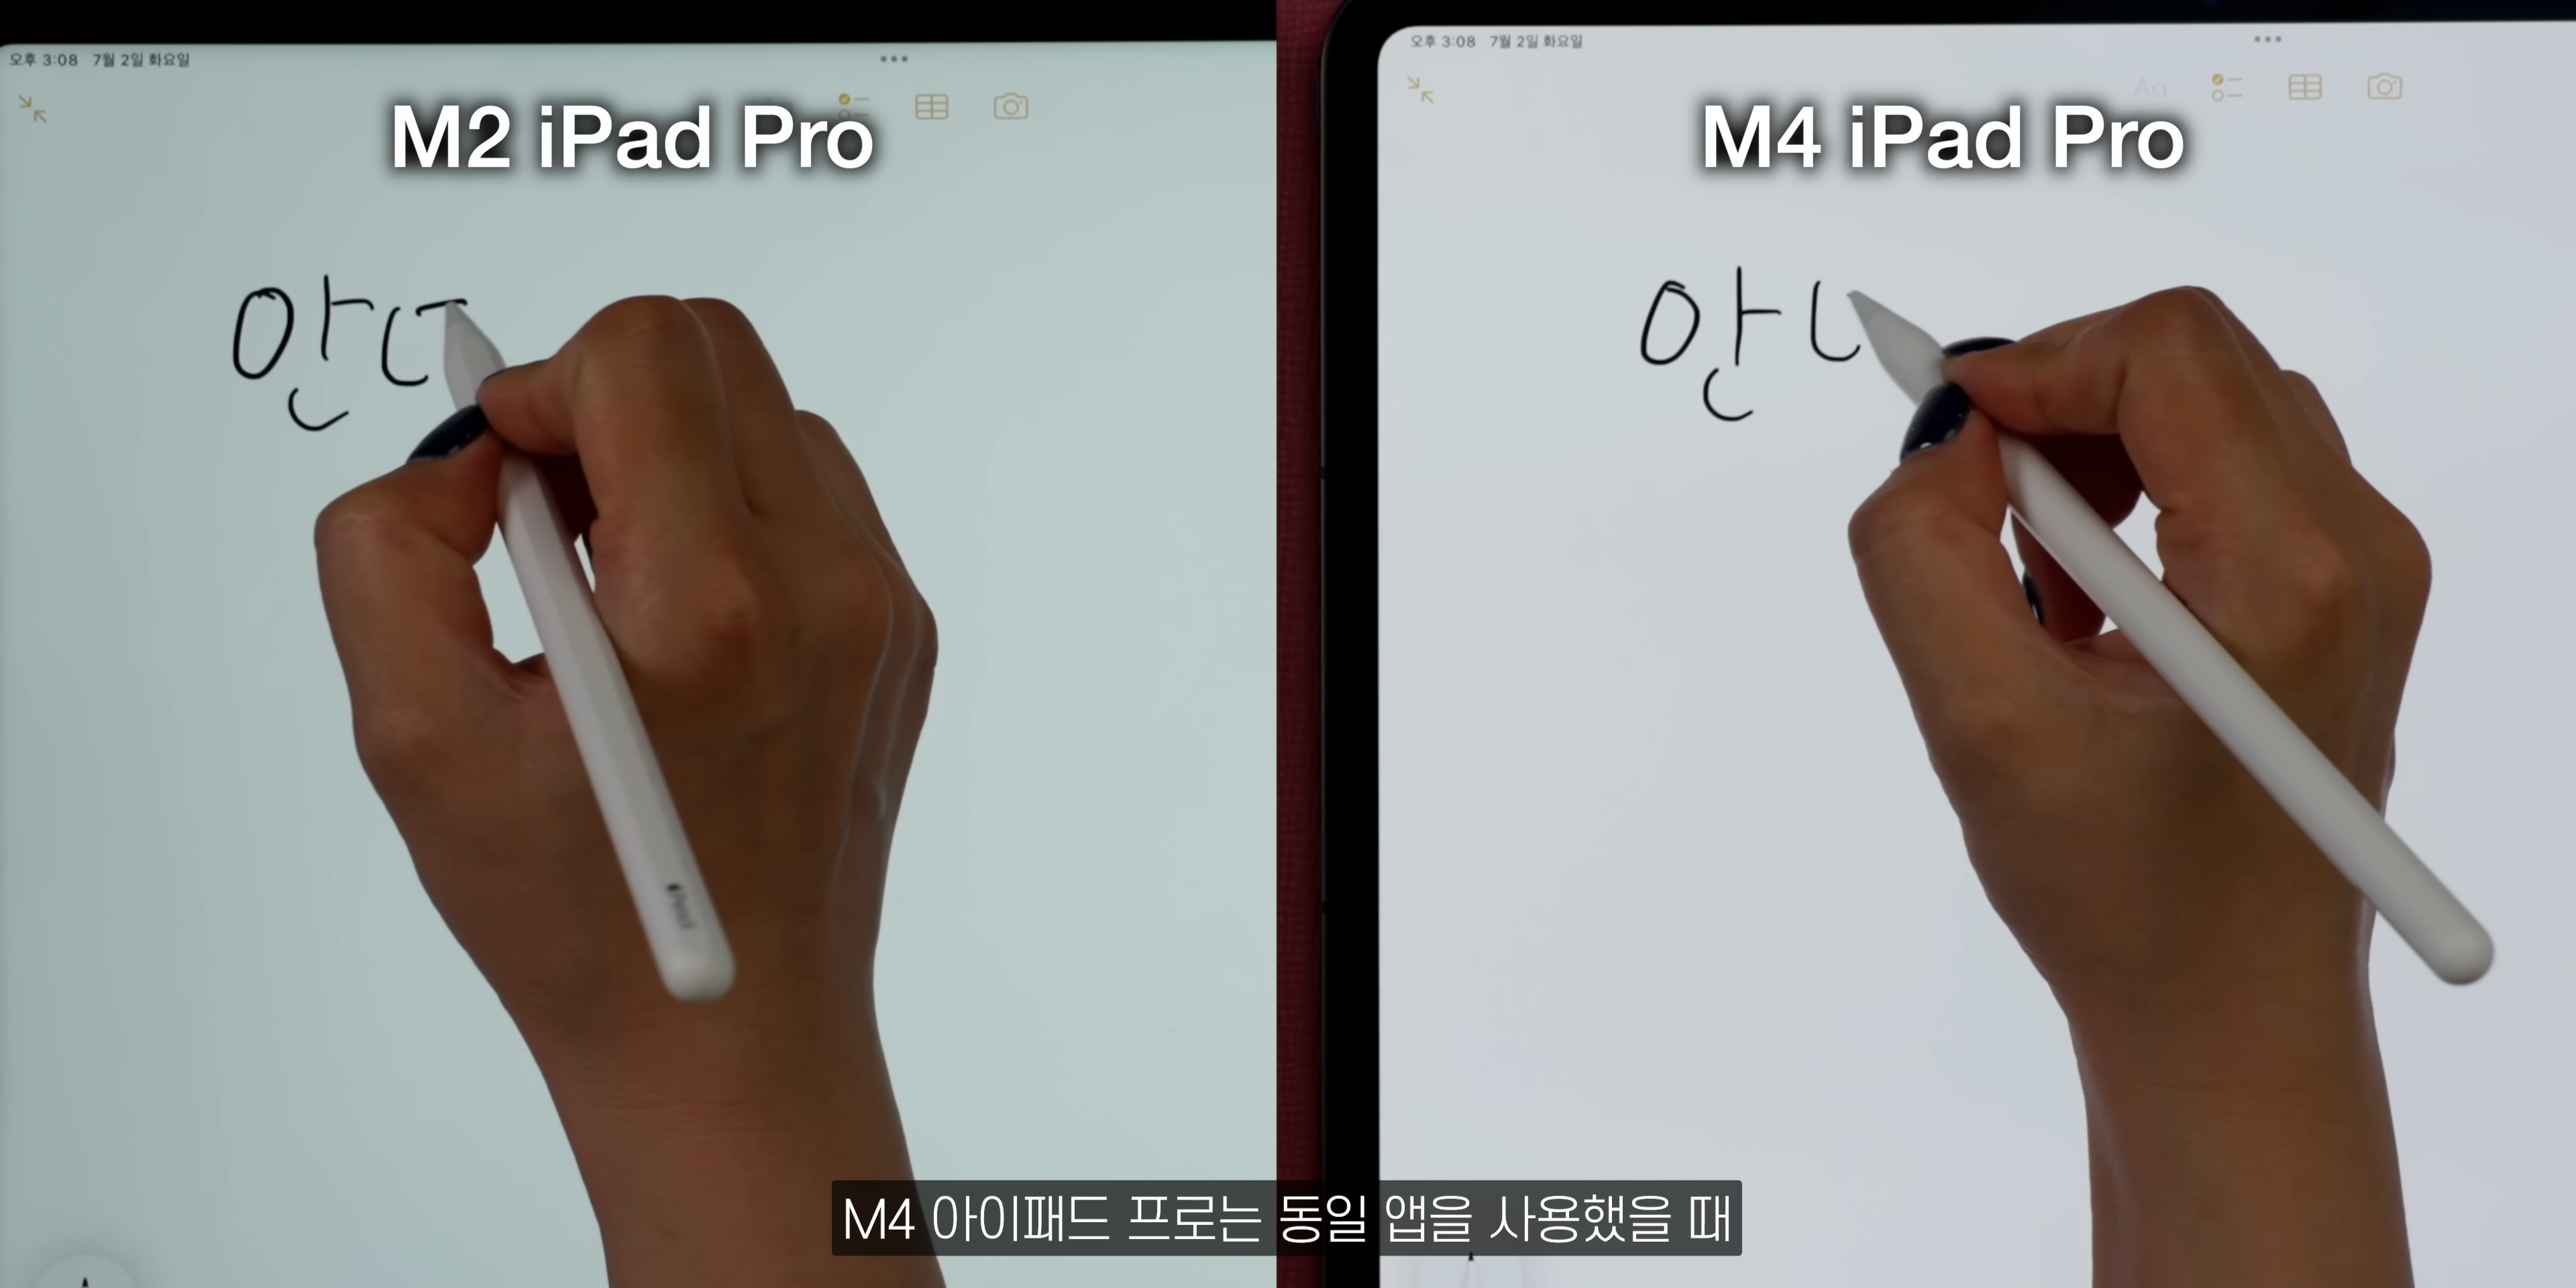 오후 3:08 7월 2일 화요일
M2 iPad Pro
안
오후 3:08 7월 2일 화요일
Aa
M4 iPad Pro
안 ㄴ
M4 아이패드 프로는 동일 앱을 사용했을 때